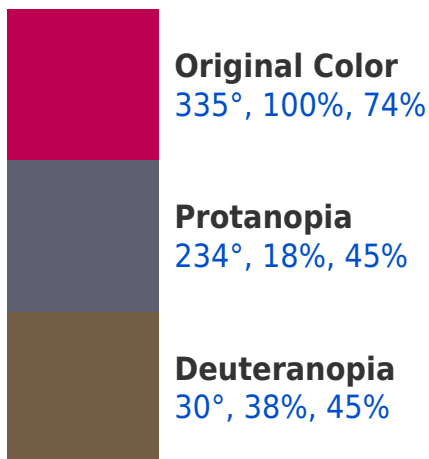 Original Color
335°, 100%, 74%
Protanopia
234°, 18%, 45%
Deuteranopia
30°, 38%, 45%